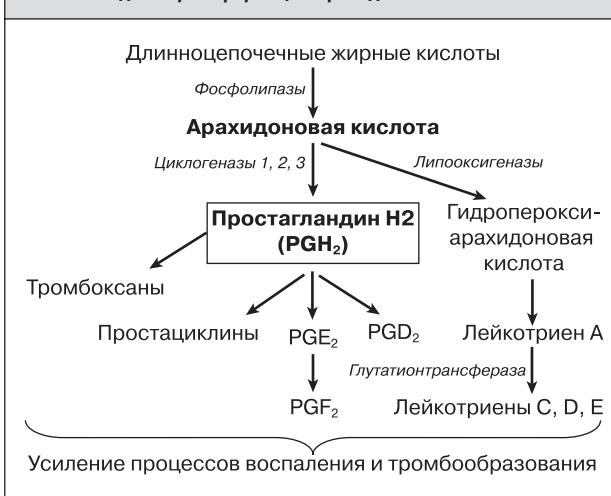 Длинноцепочечные жирные кислоты
Фосфолипазы
Арахидоновая кислота
Циклогеназы 1, 2, 3
Липооксигеназы
Простагландин H2
(PGH₂)
Гидроперокси-
арахидоновая
кислота
Тромбоксаны
Простациклины
PGE₂
PGD₂
Лейкотриен А
Глутатионтрансфераза
PGF₂
Лейкотриены C, D, E
Усиление процессов воспаления и тромбообразования